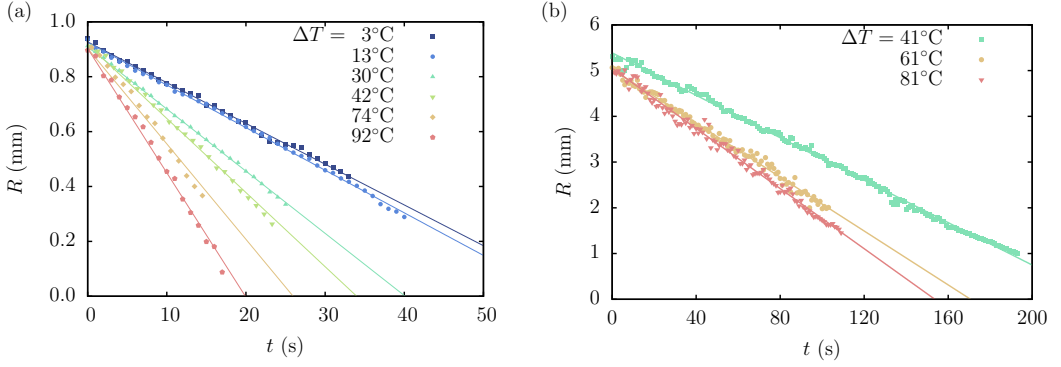 (a)
1.0
0.8
0.6
0.4
0.2
0.0
R (mm)
0 10 20 30 40 50
t (s)
ΔT = 3°C
13°C
30°C
42°C
74°C
92°C
(b)
6
5
4
3
2
1
0
R (mm)
0 40 80 120 160 200
t (s)
ΔT = 41°C
61°C
81°C